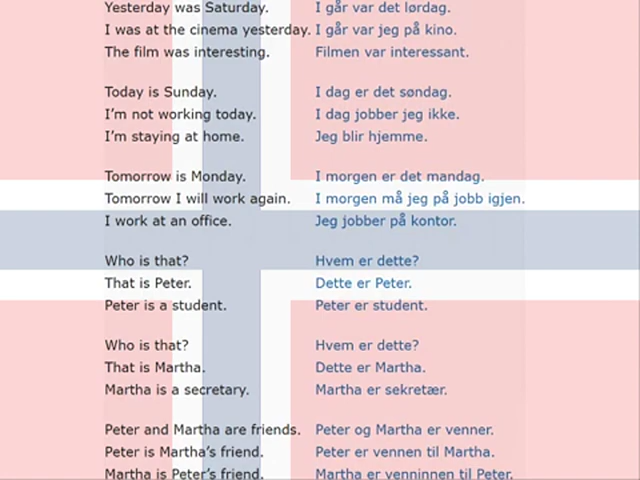 Yesterday was Saturday. I går var det lørdag.
I was at the cinema yesterday. I går var jeg på kino.
The film was interesting. Filmen var interessant.
Today is Sunday. I dag er det søndag.
I’m not working today. I dag jobber jeg ikke.
I’m staying at home. Jeg blir hjemme.
Tomorrow is Monday. I morgen er det mandag.
Tomorrow I will work again. I morgen må jeg på jobb igjen.
I work at an office. Jeg jobber på kontor.
Who is that? Hvem er dette?
That is Peter. Dette er Peter.
Peter is a student. Peter er student.
Who is that? Hvem er dette?
That is Martha. Dette er Martha.
Martha is a secretary. Martha er sekretær.
Peter and Martha are friends. Peter og Martha er venner.
Peter is Martha’s friend. Peter er vennen til Martha.
Martha is Peter’s friend. Martha er venninnen til Peter.